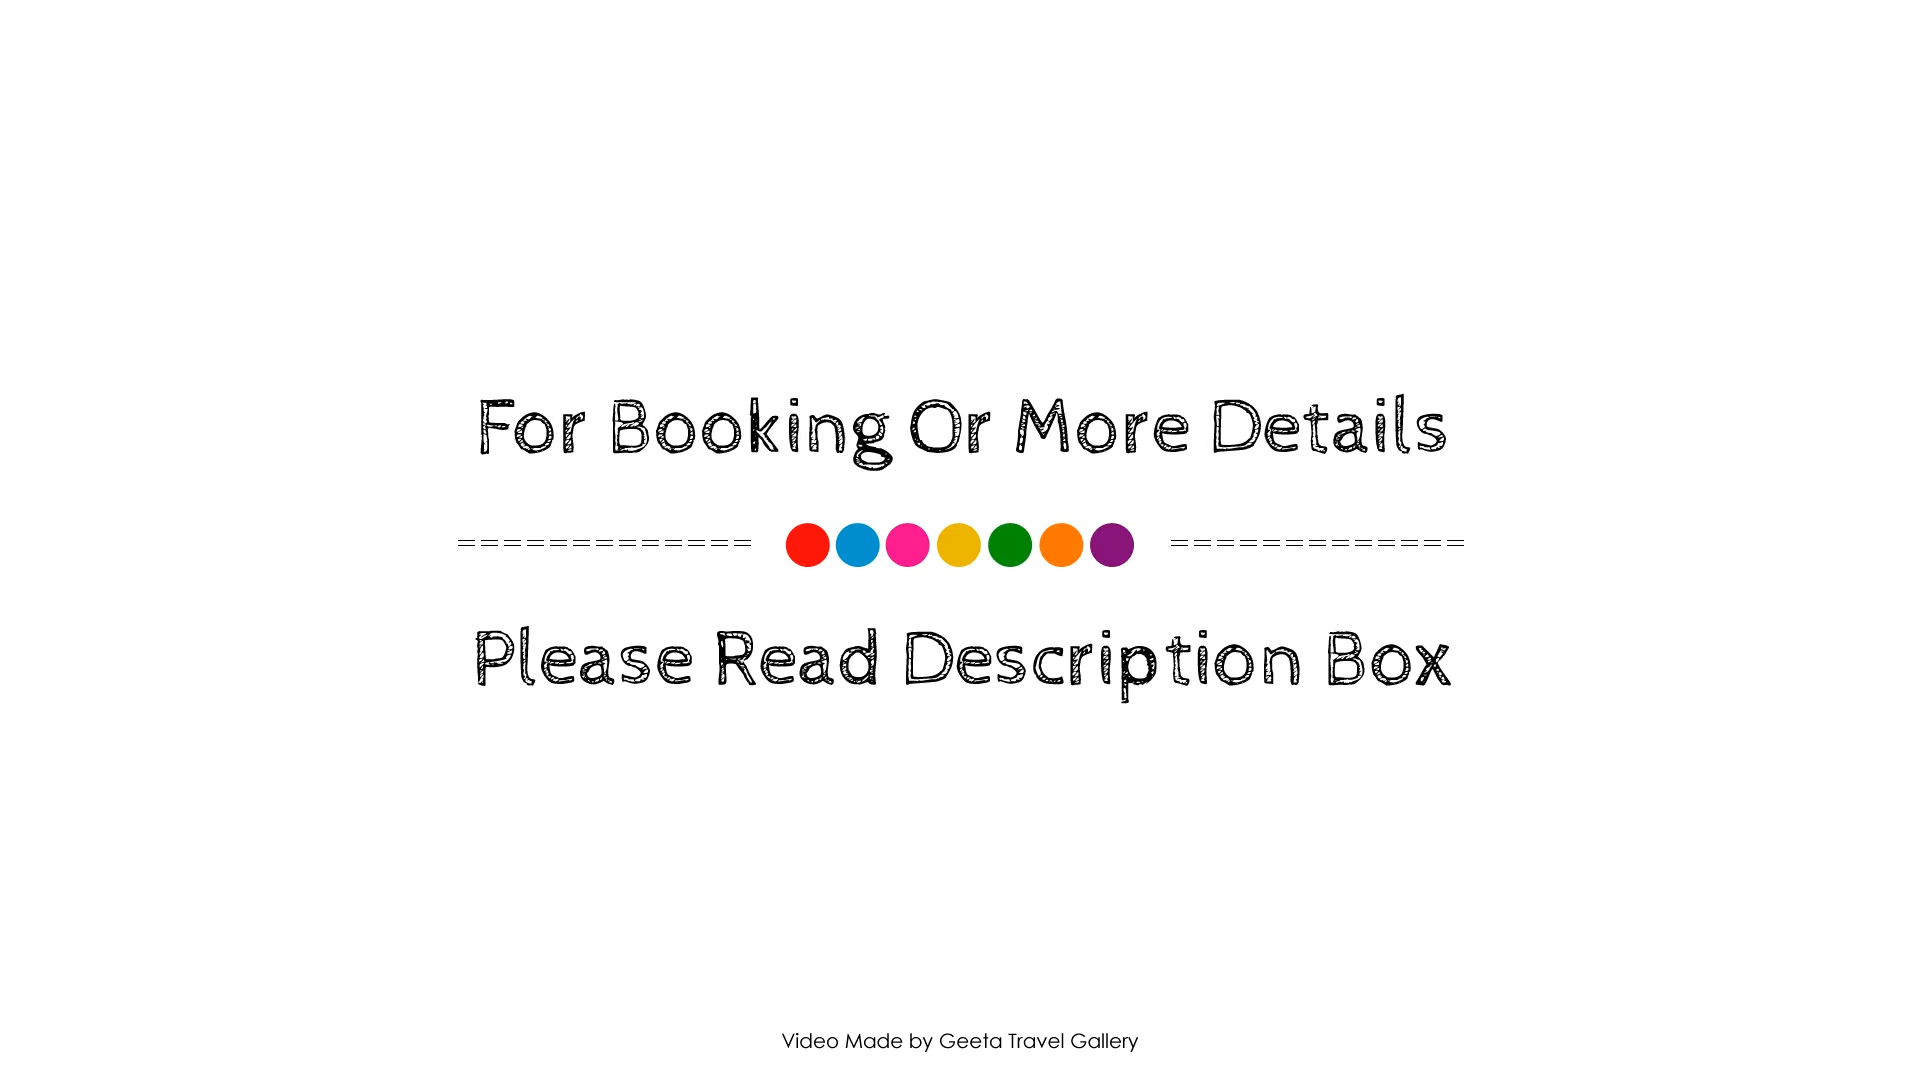 For Booking Or More Details
============= =============
Please Read Description Box
Video Made by Geeta Travel Gallery